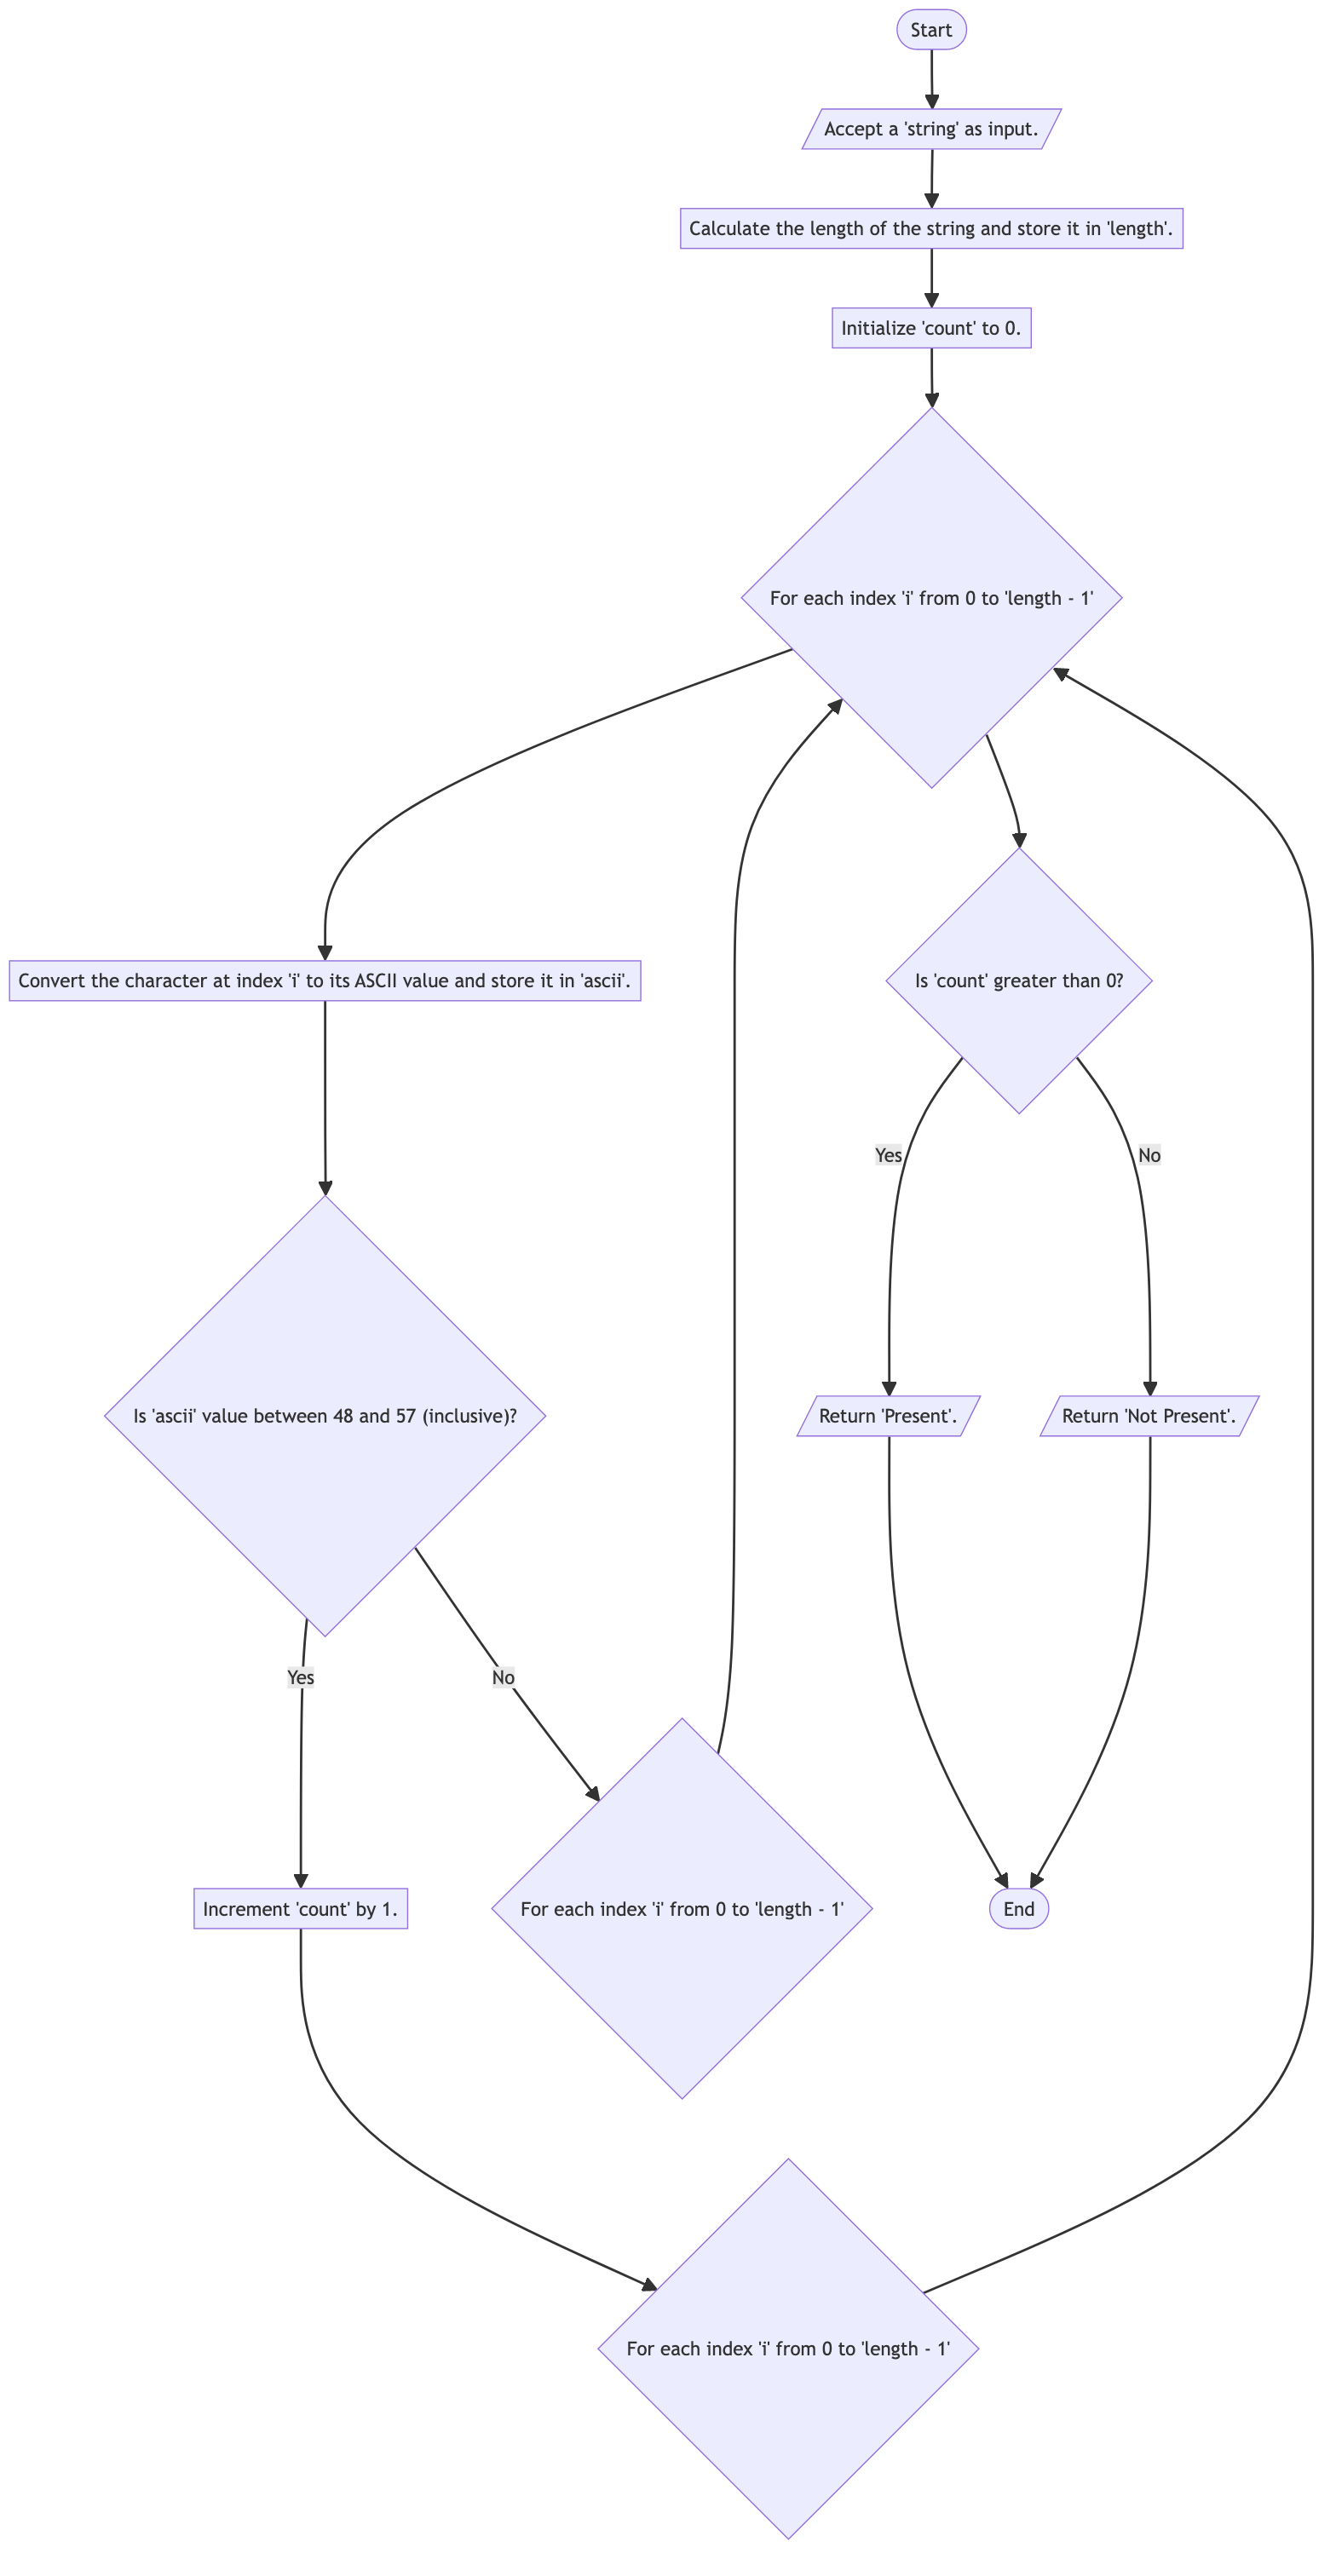 Start
Accept a 'string' as input.
Calculate the length of the string and store it in 'length'.
Initialize 'count' to 0.
For each index 'i' from 0 to 'length - 1'
Convert the character at index 'i' to its ASCII value and store it in 'ascii'.
Is 'count' greater than 0?
Yes
No
Is 'ascii' value between 48 and 57 (inclusive)?
Return 'Present'.
Return 'Not Present'.
Yes
No
Increment 'count' by 1.
For each index 'i' from 0 to 'length - 1'
End
For each index 'i' from 0 to 'length - 1'